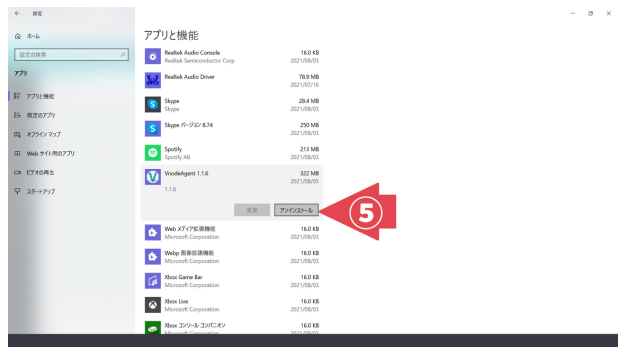 設定
ホーム
設定の検索
アプリ
アプリと機能
既定のアプリ
オフライン マップ
Web サイト用のアプリ
ビデオの再生
スタートアップ
アプリと機能
Realtek Audio Console 16.0 KB
Realtek Semiconductor Corp 2021/08/03
Realtek Audio Driver 78.9 MB
2021/07/16
Skype 28.4 MB
Skype 2021/08/03
Skype バージョン 8.74 250 MB
2021/08/03
Spotify 213 MB
Spotify AB 2021/08/03
VnodeAgent 1.1.6 322 MB
2021/08/05
1.1.6
変更 アンインストール
5
Web メディア拡張機能 16.0 KB
Microsoft Corporation 2021/08/03
Webp 画像拡張機能 16.0 KB
Microsoft Corporation 2021/08/03
Xbox Game Bar 16.0 KB
Microsoft Corporation 2021/08/03
Xbox Live 16.0 KB
Microsoft Corporation 2021/08/03
Xbox コンソール コンパニオン 16.0 KB
Microsoft Corporation 2021/08/03